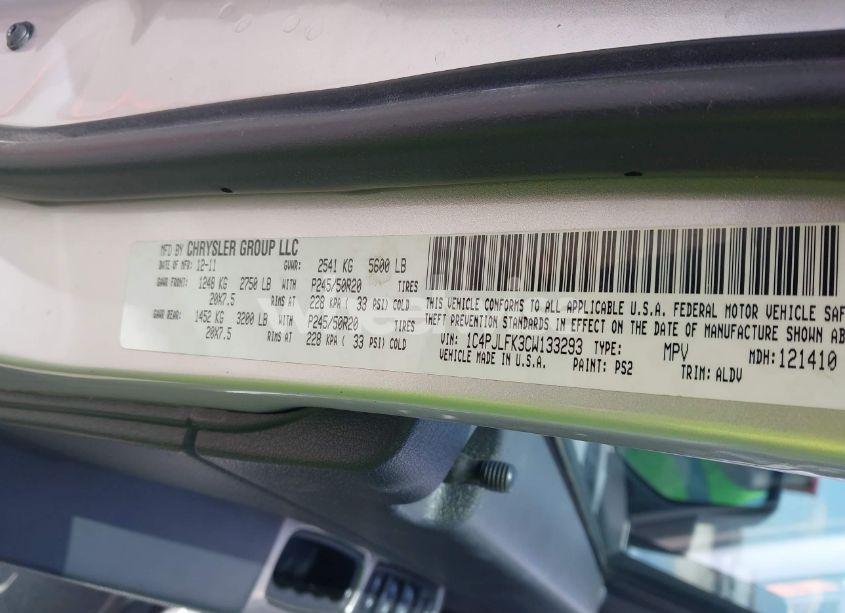 MFD BY CHRYSLER GROUP LLC
DATE OF MFD: 12-11 GVWR: 2541 KG 5600 LB
GAWR FRONT: 1248 KG 2750 LB WITH P245/50R20 TIRES
20X7.5 RIMS AT 228 KPA ( 33 PSI) COLD
GAWR REAR: 1452 KG 3200 LB WITH P245/50R20 TIRES
20X7.5 RIMS AT 228 KPA ( 33 PSI) COLD
THIS VEHICLE CONFORMS TO ALL APPLICABLE U.S.A. FEDERAL MOTOR VEHICLE SAF
THEFT PREVENTION STANDARDS IN EFFECT ON THE DATE OF MANUFACTURE SHOWN AB
VIN: 1C4PJLFK3CW133293 TYPE: MPV MDH:121410
VEHICLE MADE IN U.S.A. PAINT: PS2 TRIM: ALDV